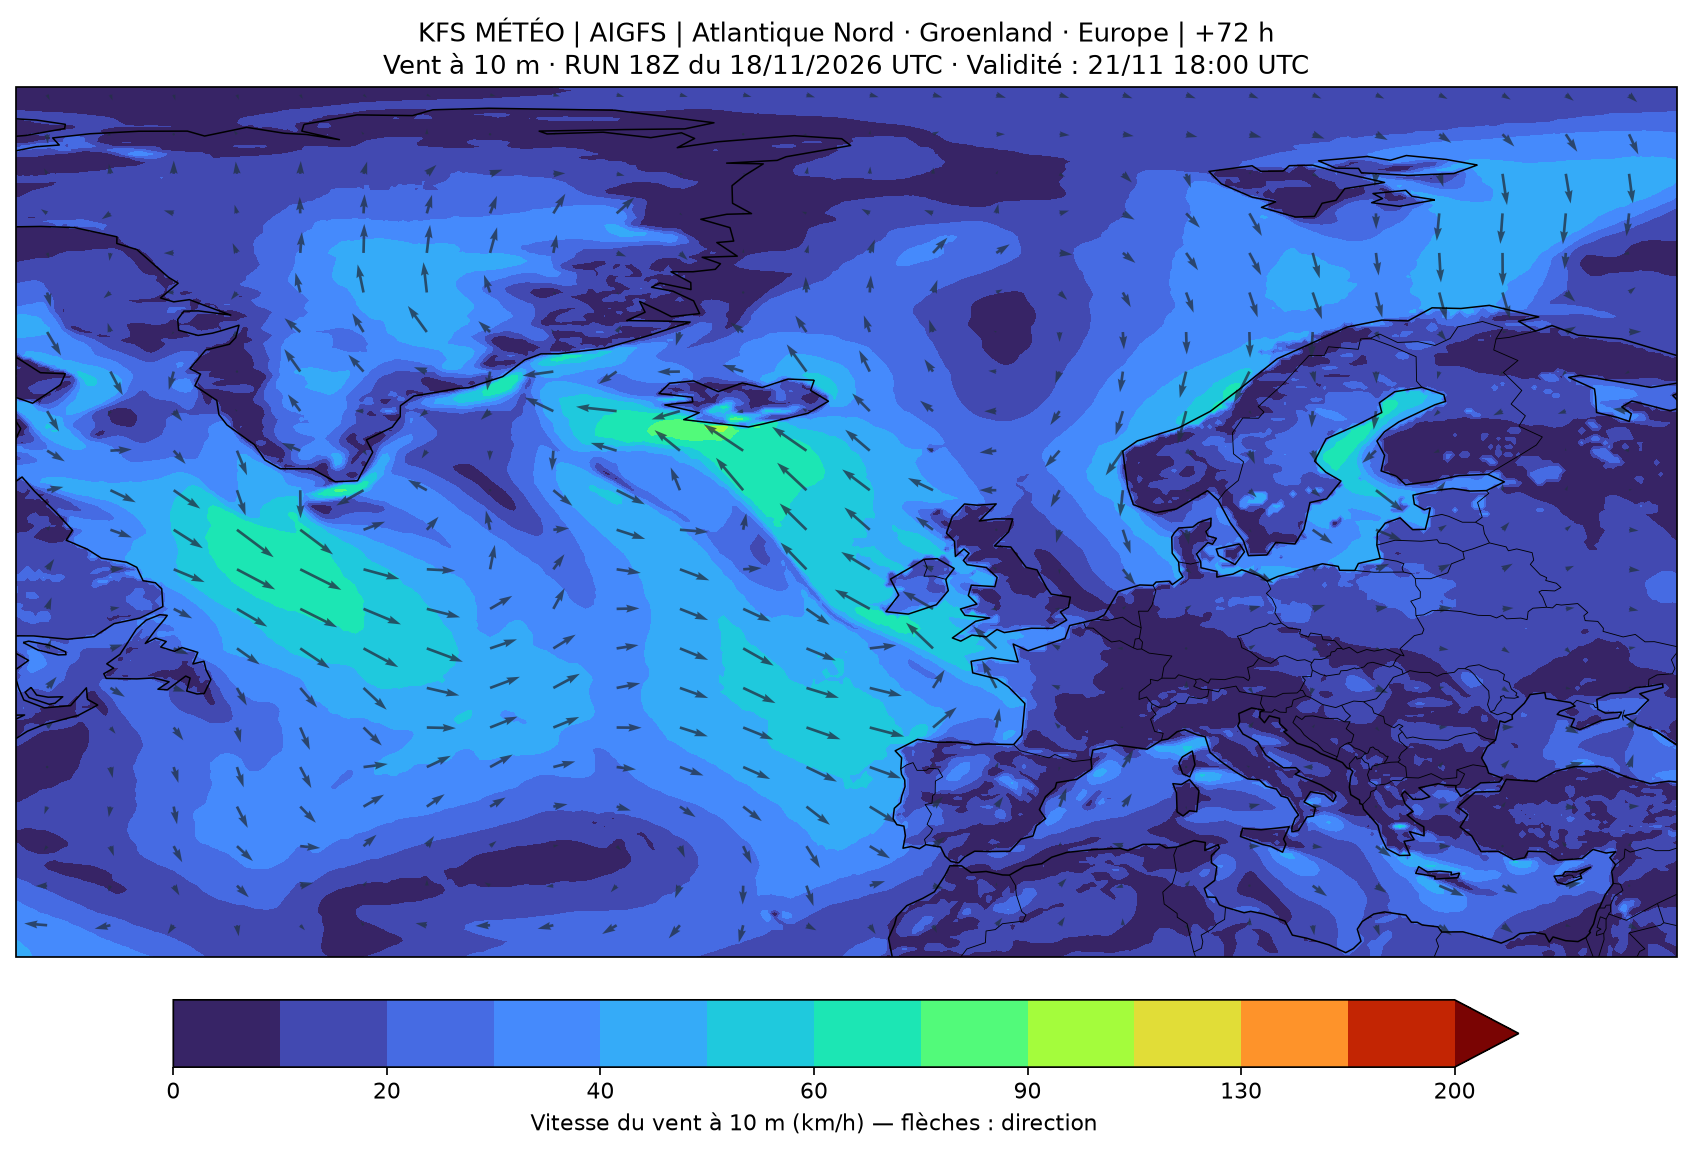 KFS MÉTÉO | AIGFS | Atlantique Nord · Groenland · Europe | +72 h
Vent à 10 m · RUN 18Z du 18/11/2026 UTC · Validité : 21/11 18:00 UTC
0 20 40 60 90 130 200
Vitesse du vent à 10 m (km/h) — flèches : direction